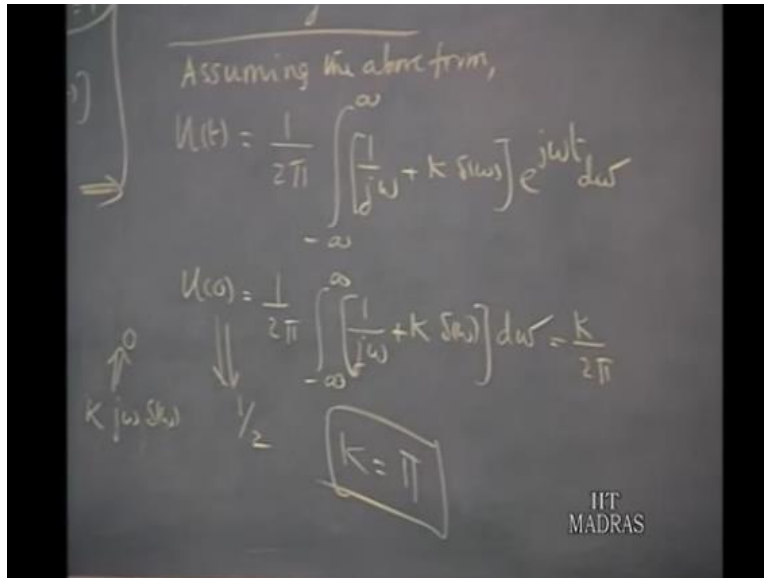 Assuming the above form,
u(t) = 1/2π ∫_{-∞}^{∞} [1/jω + K δ(ω)] e^{jωt} dω
u(0) = 1/2π ∫_{-∞}^{∞} [1/jω + K δ(ω)] dω = K/2π
0
K jω δ(ω)
1/2
K = π
IIT
MADRAS